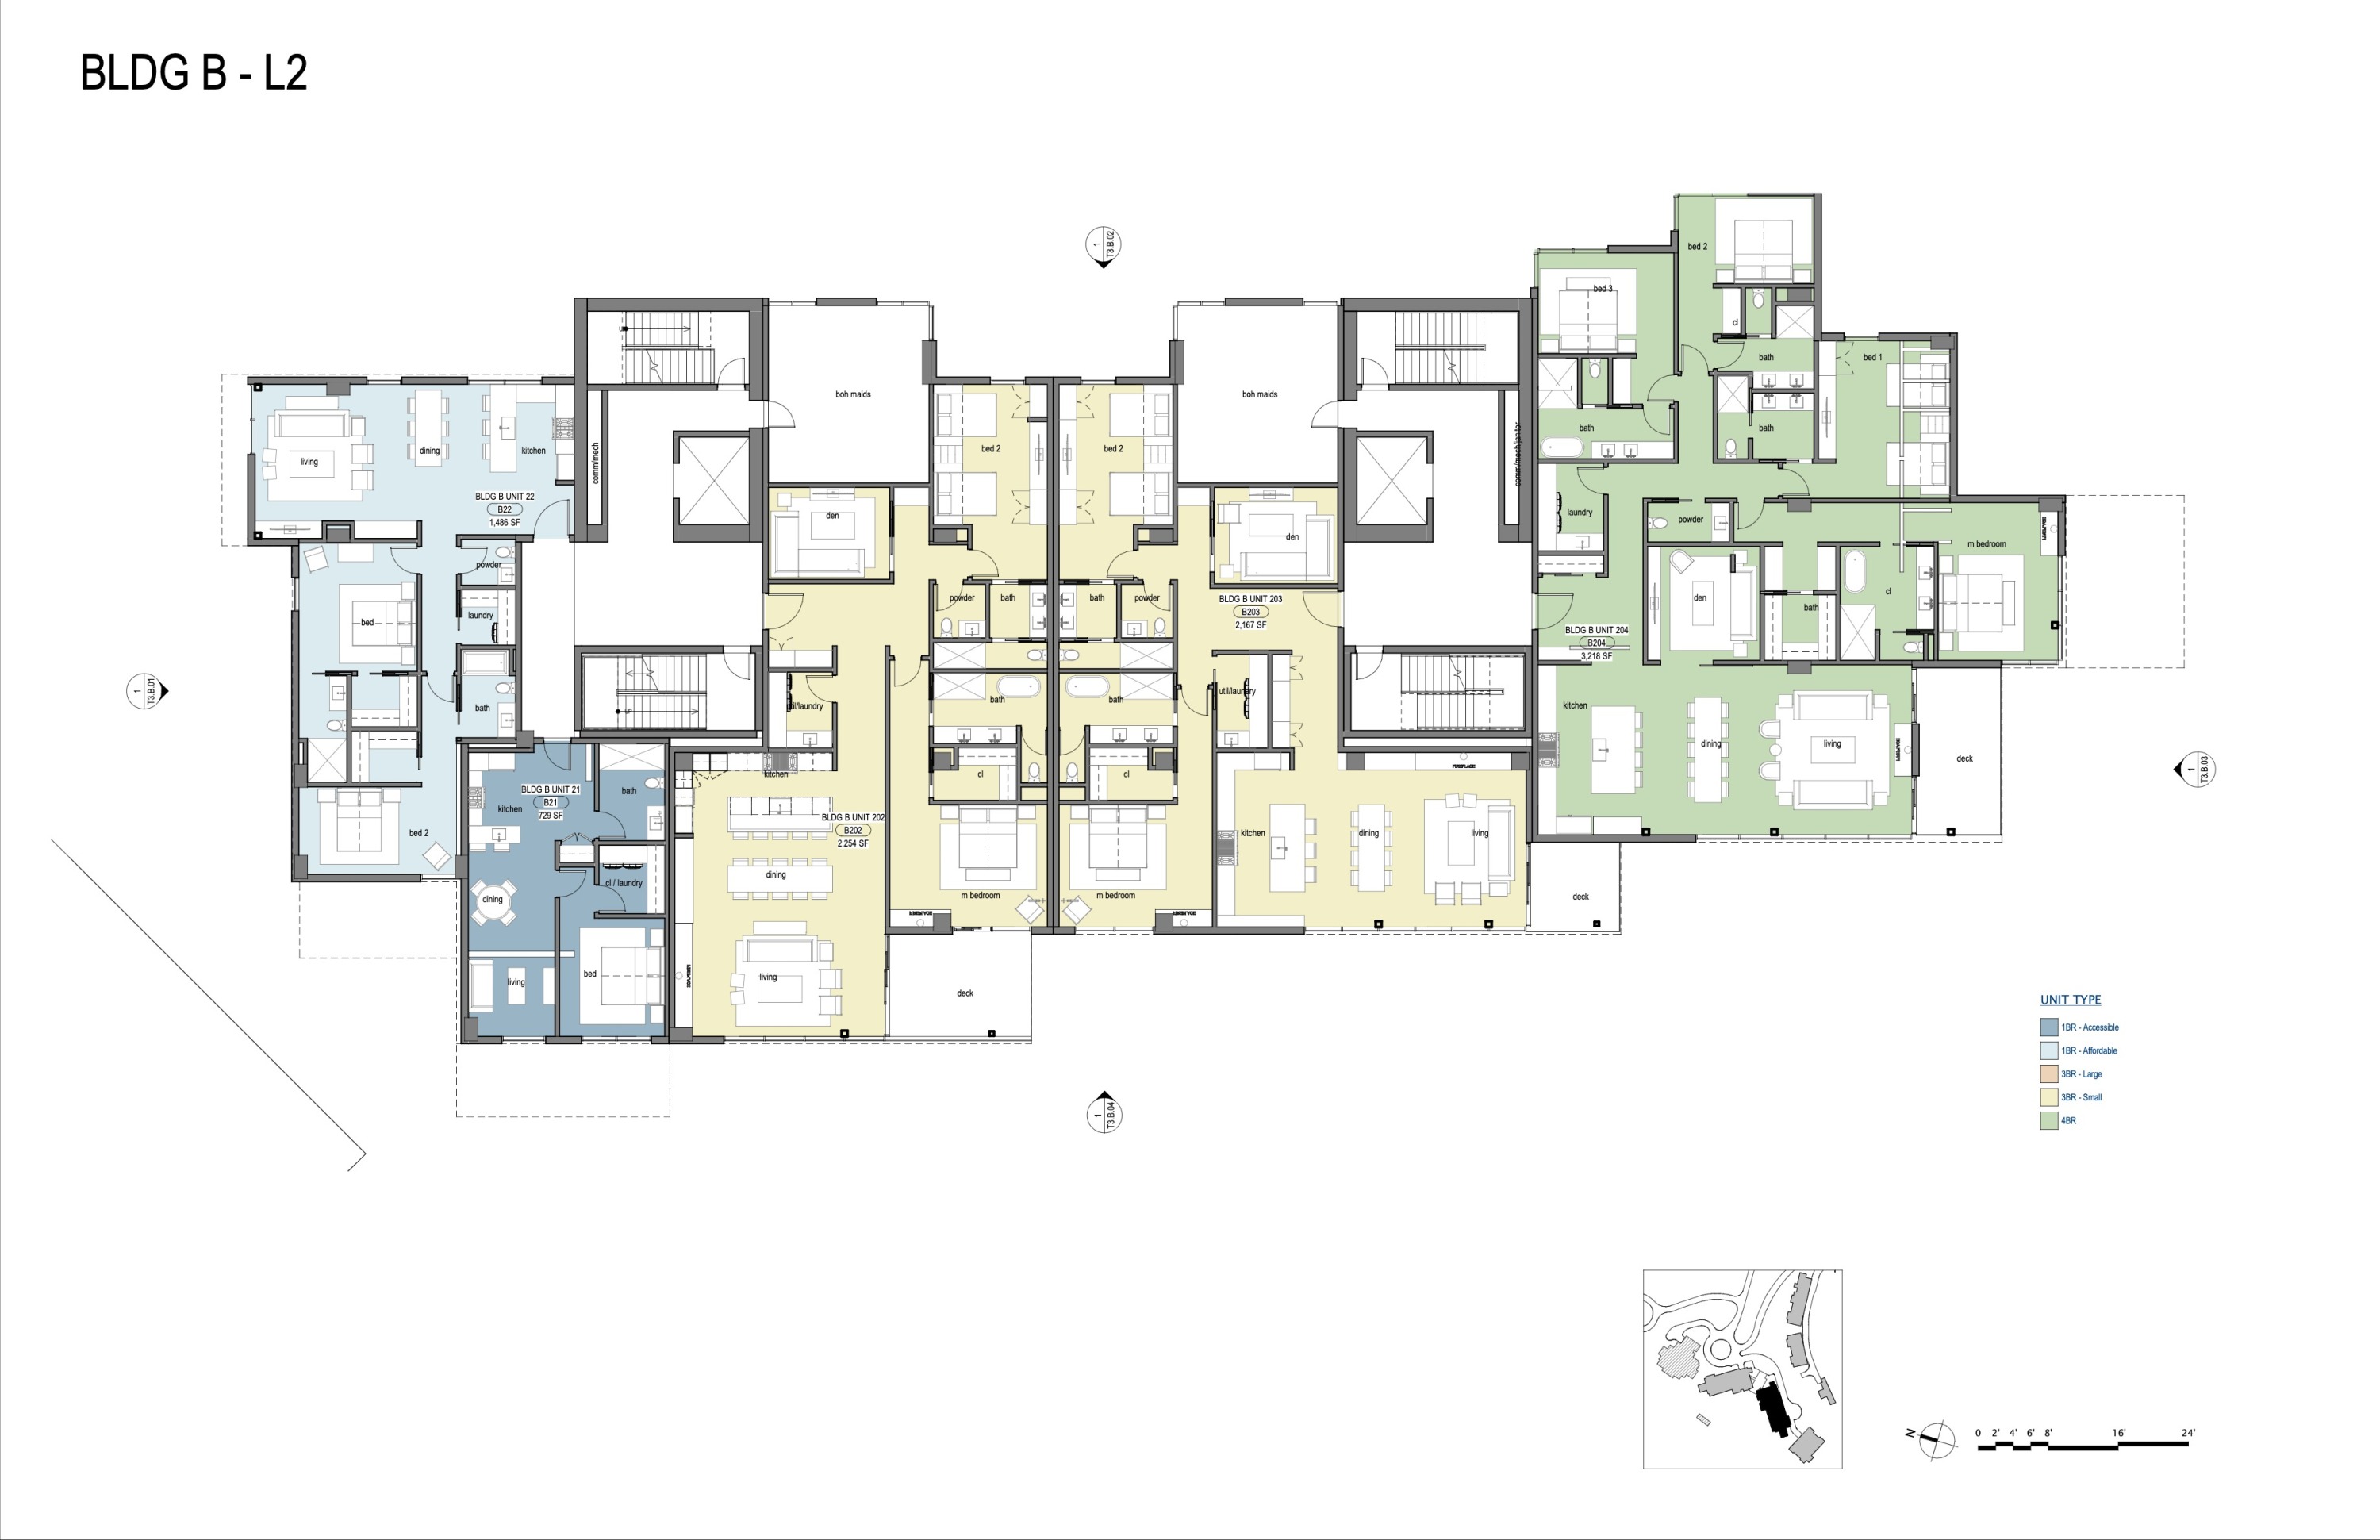 BLDG B - L2
1
T3.B.02
bed 2
bed 3
cl
bath
bed 1
boh maids
boh maids
comm/mech
comm/mech/janitor
living
dining
kitchen
BLDG B UNIT 22
B22
1,486 SF
bed 2
bed 2
bath
bath
den
den
laundry
powder
m bedroom
powder
laundry
bed
bath
powder
bath
bath
powder
BLDG B UNIT 203
B203
2,167 SF
den
cl
bath
BLDG B UNIT 204
B204
3,218 SF
1
T3.B.01
util/laundry
bath
bath
util/laundry
kitchen
dining
living
deck
1
T3.B.03
UP
kitchen
cl
cl
FIREPLACE
BLDG B UNIT 21
B21
729 SF
kitchen
bath
bed 2
BLDG B UNIT 202
B202
2,254 SF
kitchen
dining
living
dining
cl / laundry
dining
m bedroom
m bedroom
deck
living
bed
living
deck
1
T3.B.04
UNIT TYPE
1BR - Accessible
1BR - Affordable
3BR - Large
3BR - Small
4BR
N
0 2' 4' 6' 8' 16' 24'